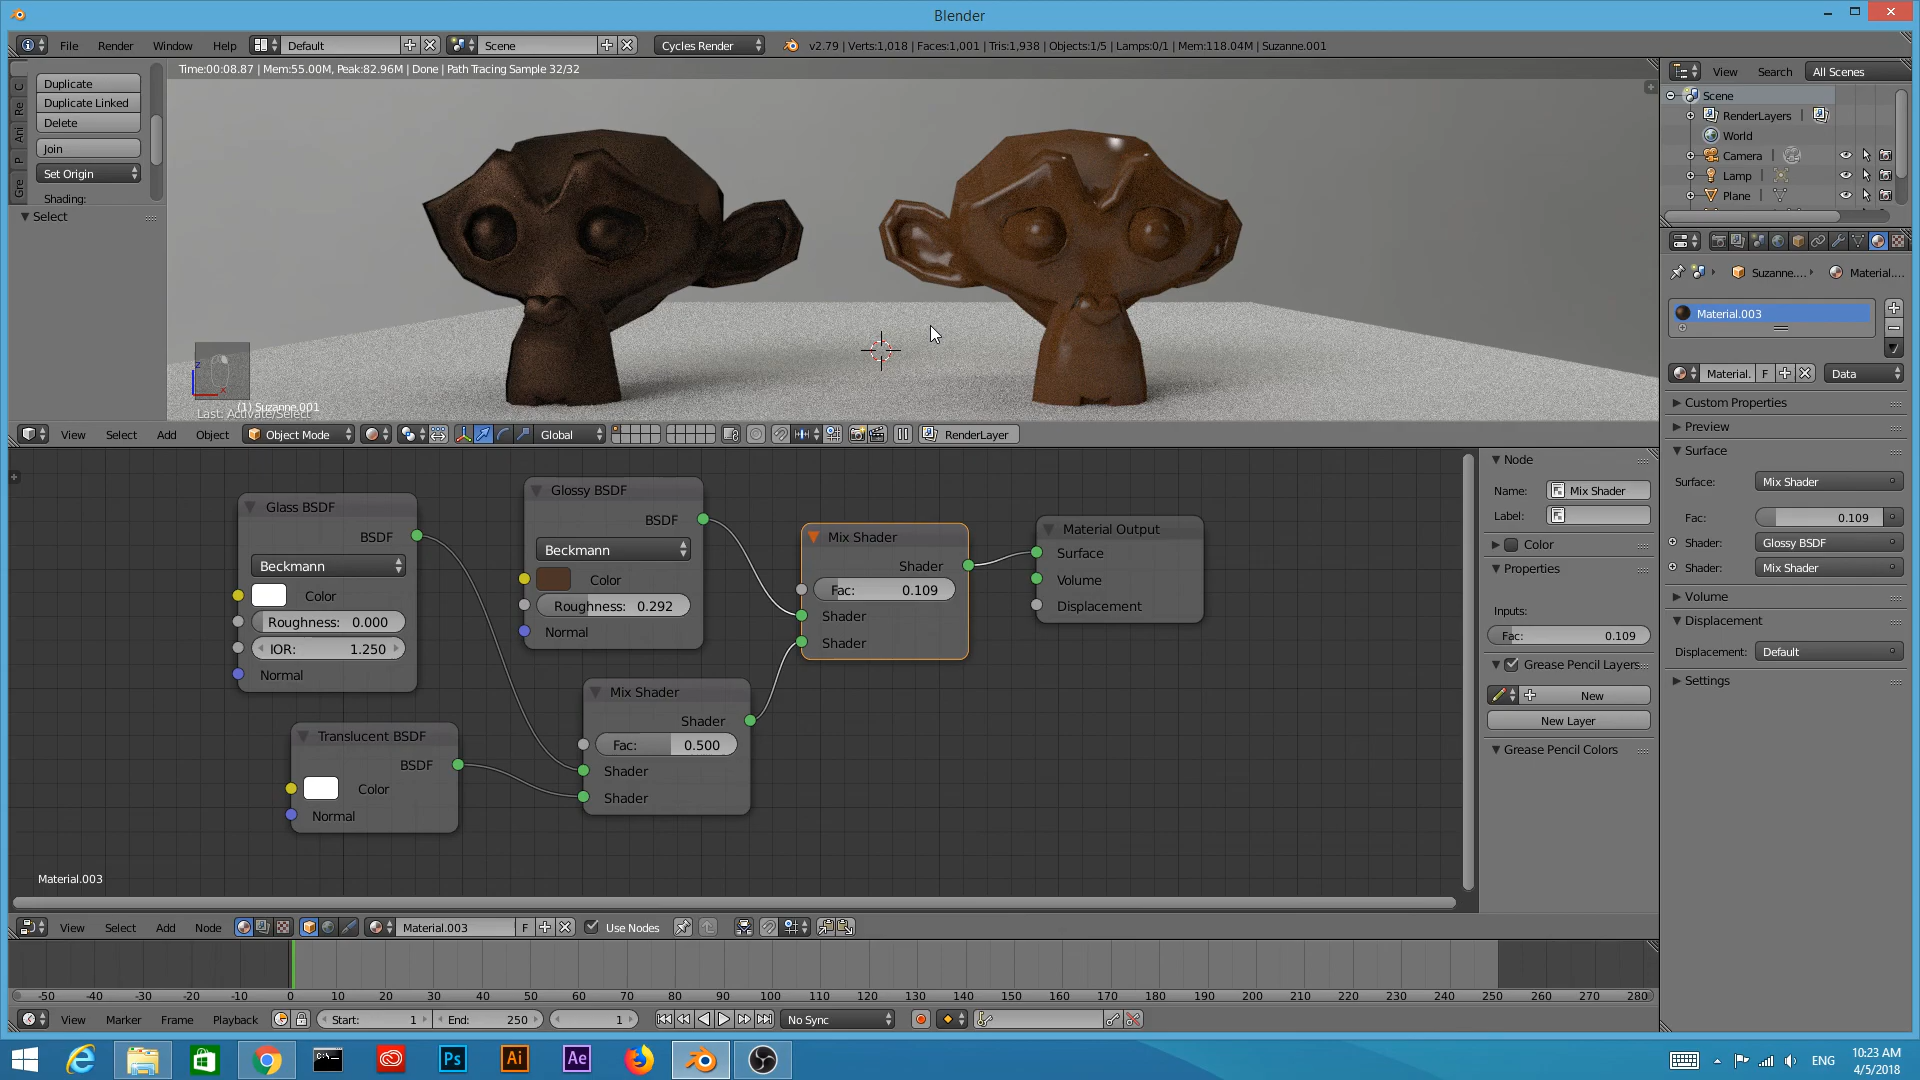 Blender
File Render Window Help Default Scene Cycles Render v2.79 | Verts:1,018 | Faces:1,001 | Tris:1,938 | Objects:1/5 | Lamps:0/1 | Mem:118.04M | Suzanne.001
Time:00:08.87 | Mem:55.00M, Peak:82.96M | Done | Path Tracing Sample 32/32
C
Re
Ani
P
Gre
Duplicate
Duplicate Linked
Delete
Join
Set Origin
Shading:
Select
z
x
(1) Suzanne.001
Last: Activate/Select
View Search All Scenes
Scene
RenderLayers
World
Camera
Lamp
Plane
Suzanne.... Material....
Material.003
Material. F Data
Custom Properties
Preview
Surface
Surface: Mix Shader
Fac: 0.109
Shader: Glossy BSDF
Shader: Mix Shader
Volume
Displacement
Displacement: Default
Settings
View Select Add Object Object Mode Global RenderLayer
Glass BSDF
BSDF
Beckmann
Color
Roughness: 0.000
IOR: 1.250
Normal
Translucent BSDF
BSDF
Color
Normal
Glossy BSDF
BSDF
Beckmann
Color
Roughness: 0.292
Normal
Mix Shader
Shader
Fac: 0.500
Shader
Shader
Mix Shader
Shader
Fac: 0.109
Shader
Shader
Material Output
Surface
Volume
Displacement
Material.003
Node
Name: Mix Shader
Label:
Color
Properties
Inputs:
Fac: 0.109
Grease Pencil Layers
New
New Layer
Grease Pencil Colors
View Select Add Node Material.003 F Use Nodes
-50 -40 -30 -20 -10 0 10 20 30 40 50 60 70 80 90 100 110 120 130 140 150 160 170 180 190 200 210 220 230 240 250 260 270 280
View Marker Frame Playback Start: 1 End: 250 1 No Sync
Ps Ai Ae ENG 10:23 AM
4/5/2018